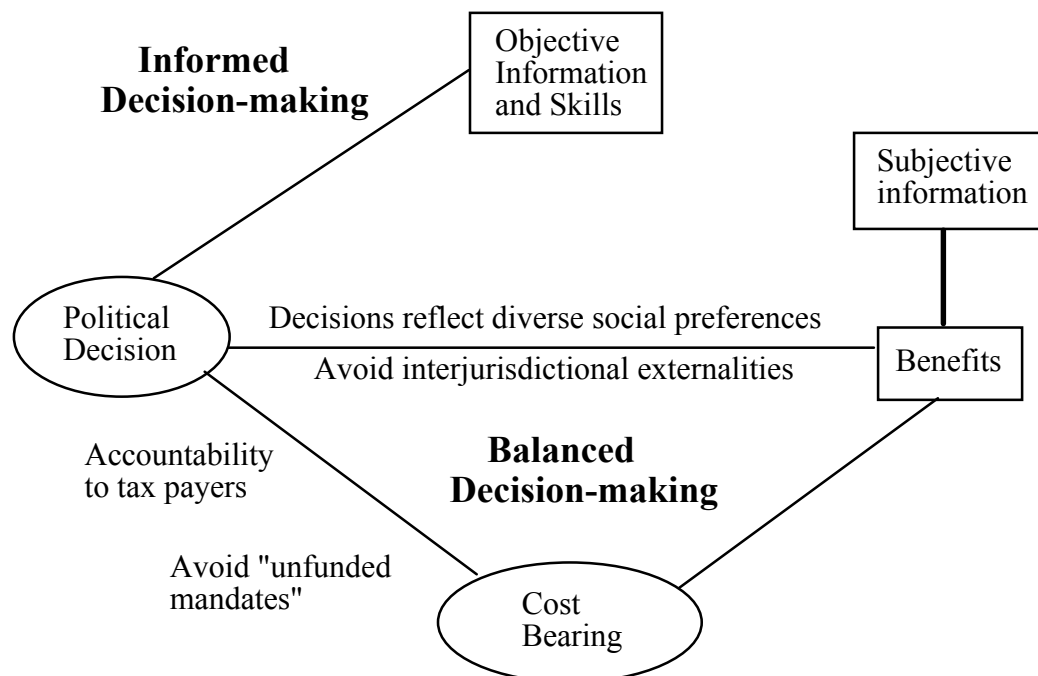 Informed
Decision-making
Objective
Information
and Skills
Subjective
information
Political
Decision
Decisions reflect diverse social preferences
Avoid interjurisdictional externalities
Benefits
Accountability
to tax payers
Balanced
Decision-making
Avoid "unfunded
mandates"
Cost
Bearing